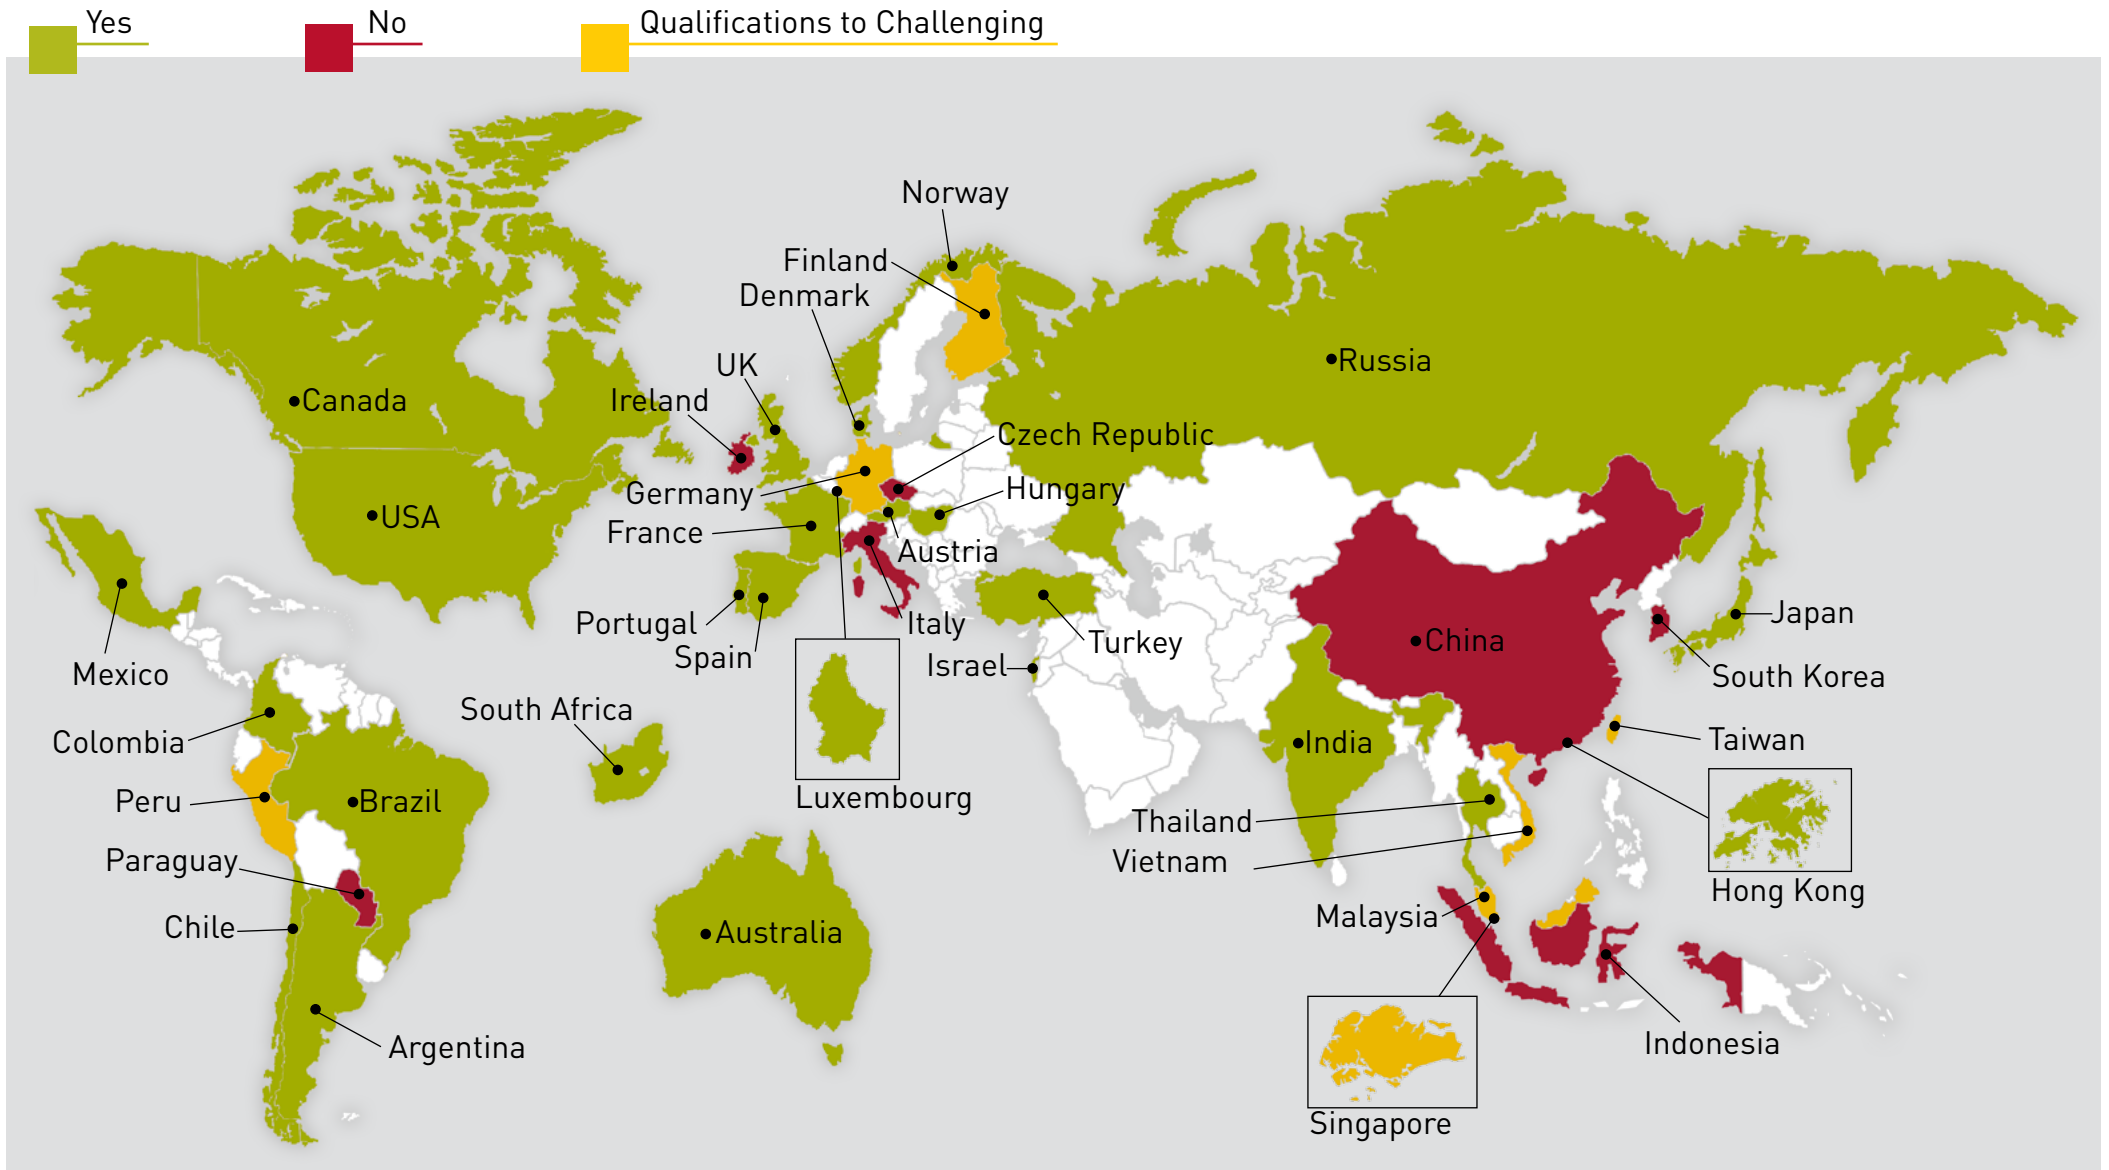 Yes
No
Qualifications to Challenging
Norway
Finland
Denmark
UK
Ireland
Russia
Canada
Czech Republic
Germany
Hungary
USA
France
Austria
Portugal
Italy
Japan
Spain
Turkey
China
Israel
Mexico
South Korea
South Africa
Colombia
India
Taiwan
Peru
Brazil
Luxembourg
Thailand
Paraguay
Vietnam
Hong Kong
Chile
Australia
Malaysia
Argentina
Indonesia
Singapore